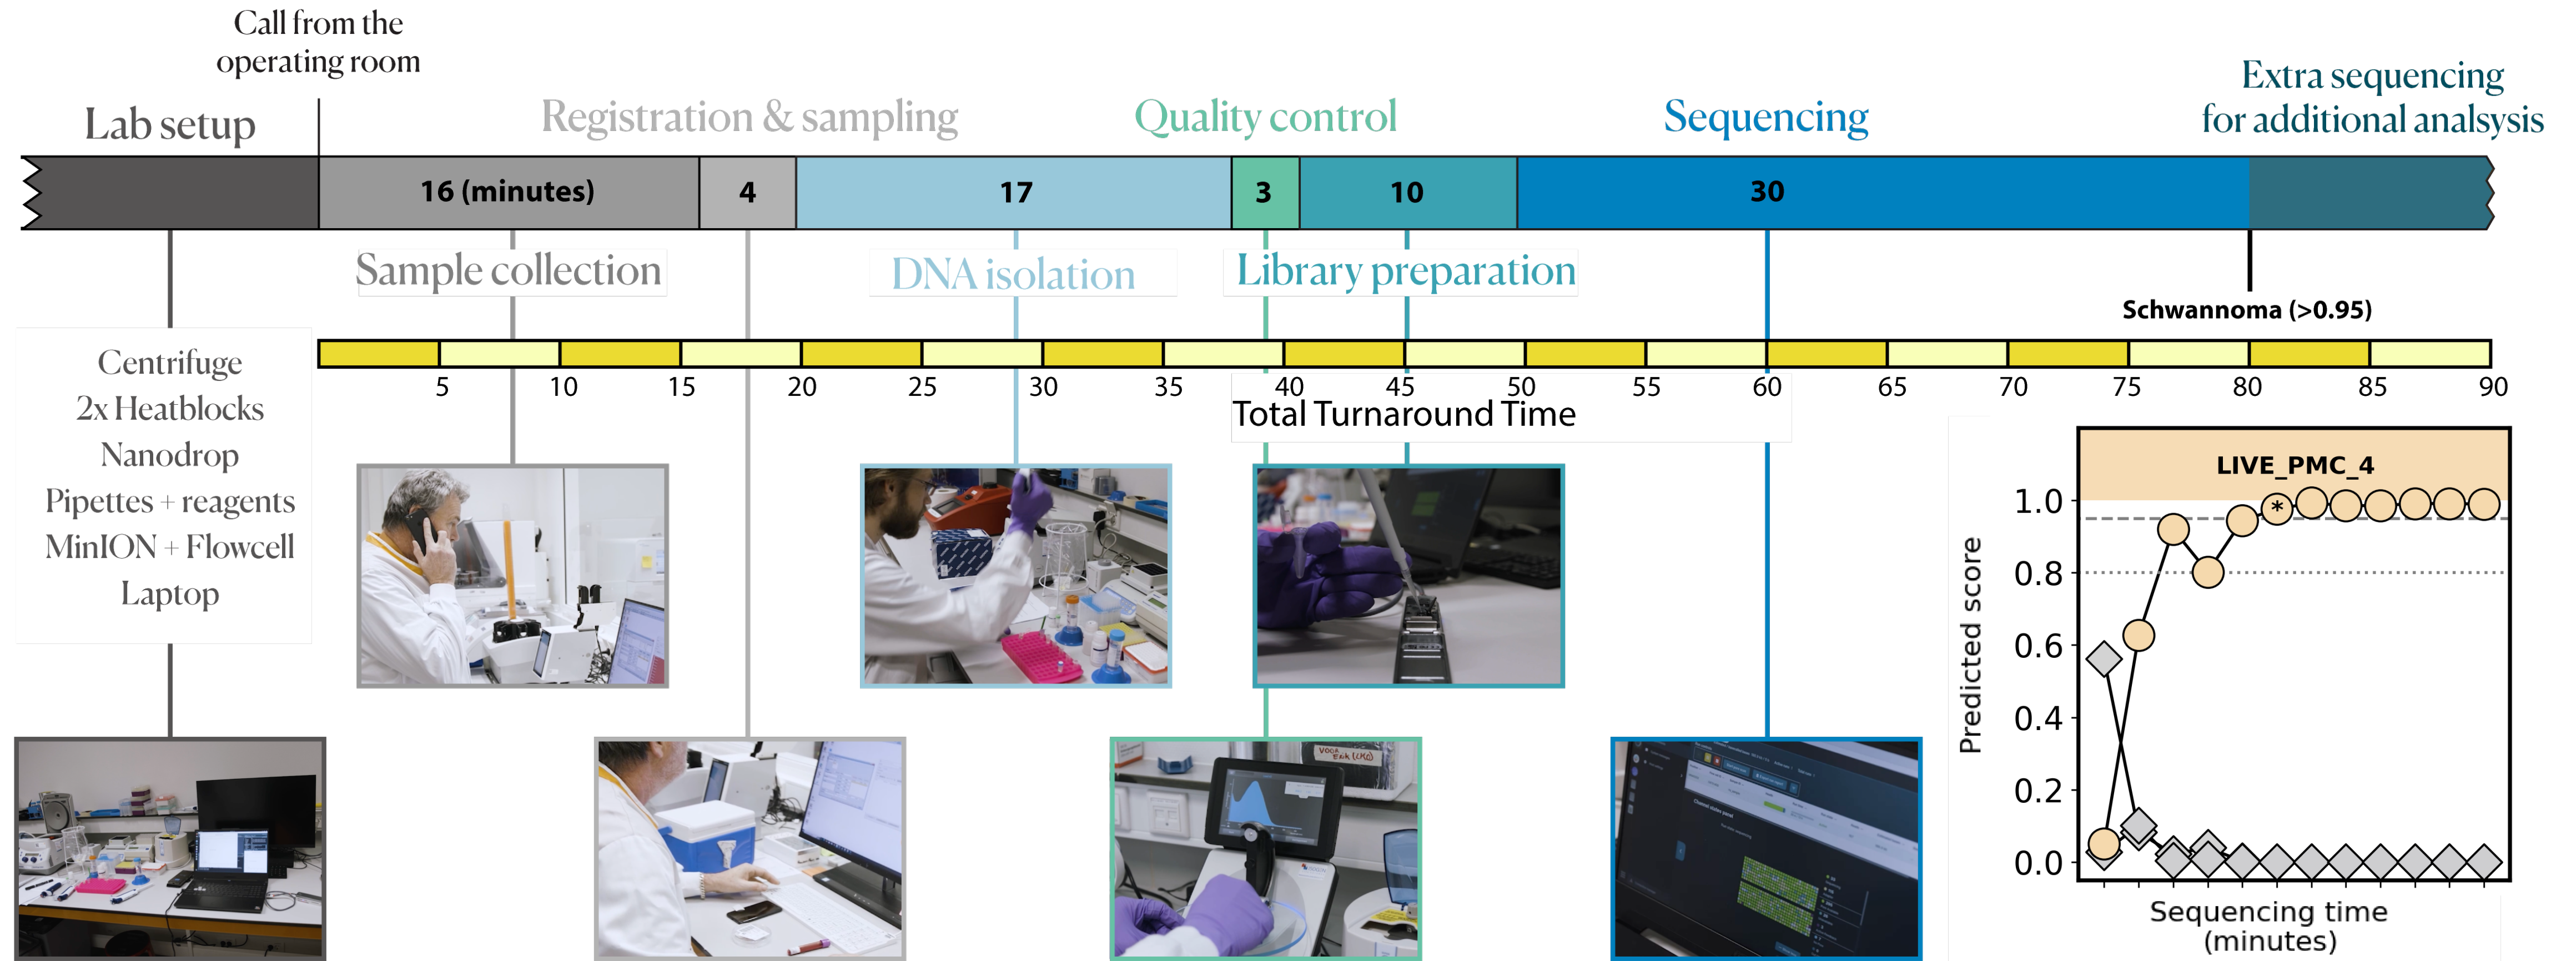 Call from the
operating room
Lab setup
Registration & sampling
Quality control
Sequencing
Extra sequencing
for additional analsysis
16 (minutes)
4
17
3
10
30
Sample collection
DNA isolation
Library preparation
Schwannoma (>0.95)
Centrifuge
2x Heatblocks
Nanodrop
Pipettes + reagents
MinION + Flowcell
Laptop
5 10 15 20 25 30 35 40 45 50 55 60 65 70 75 80 85 90
Total Turnaround Time
LIVE_PMC_4
*
Predicted score
1.0
0.8
0.6
0.4
0.2
0.0
Sequencing time
(minutes)
VOOR
Erik (LKO)